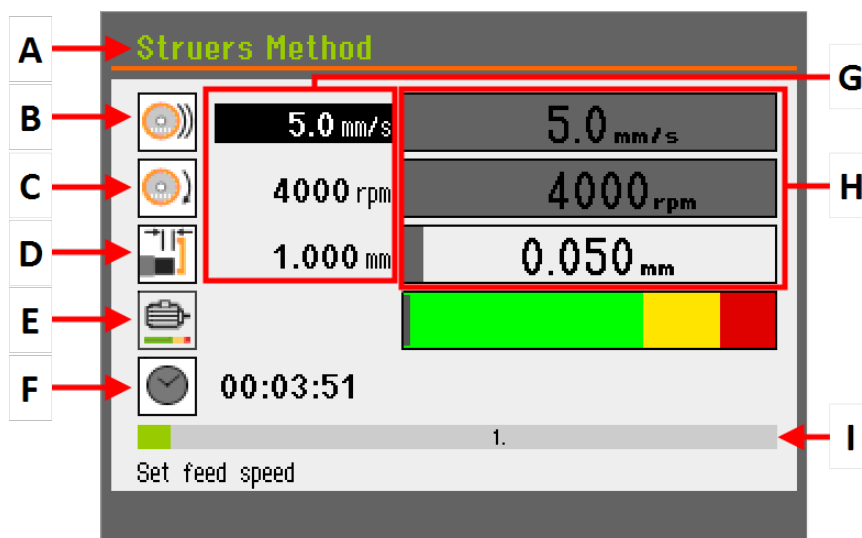 A
Struers Method
G
B
5.0 mm/s
5.0 mm/s
C
4000 rpm
4000 rpm
H
D
1.000 mm
0.050 mm
E
F
00:03:51
1.
I
Set feed speed